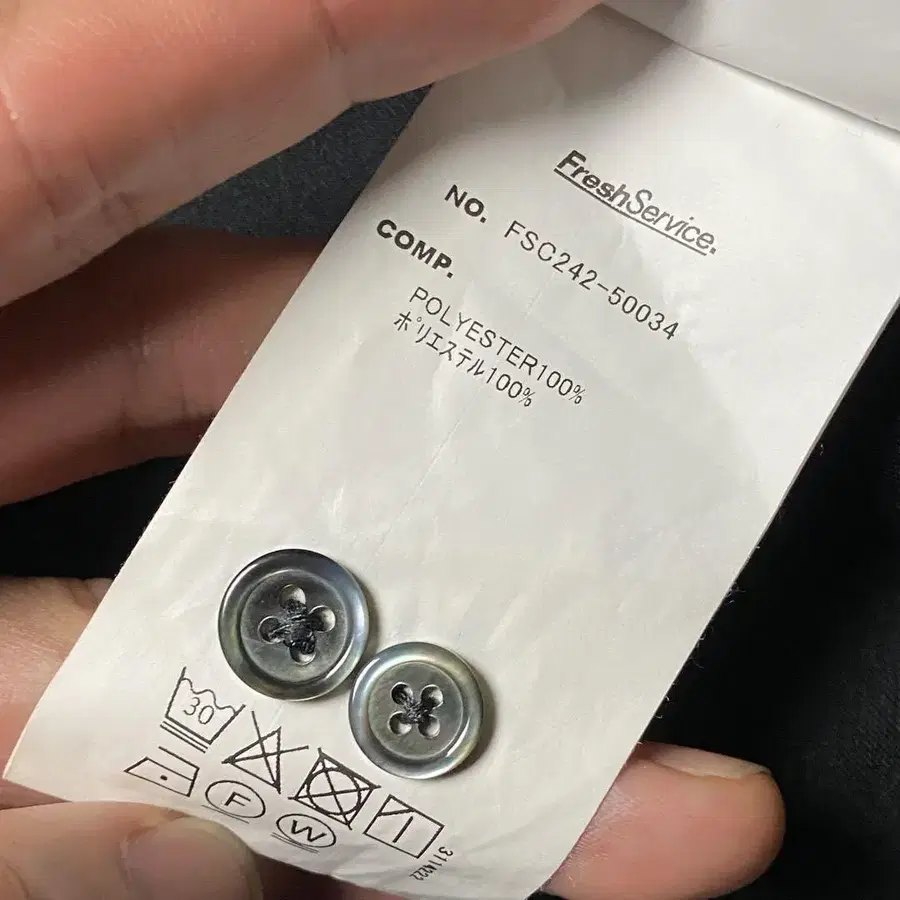 FreshService.
NO. FSC242-50034
COMP.
POLYESTER100%
ポリエステル100%
30
F
W